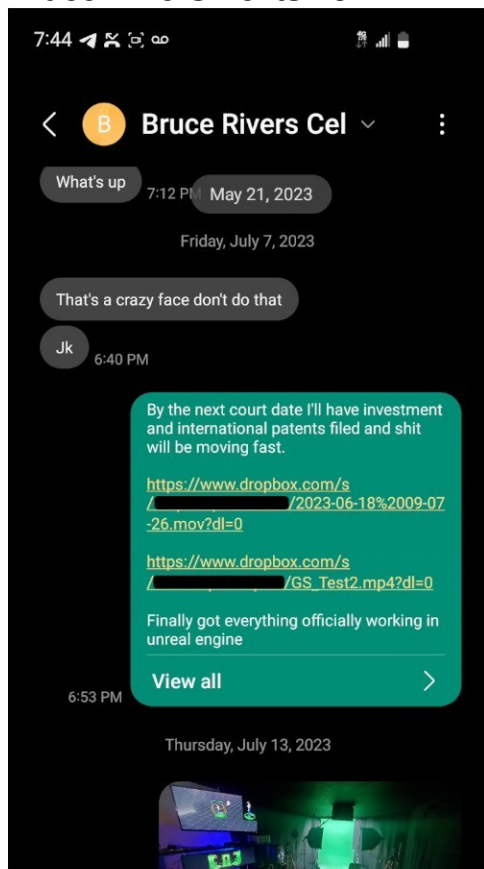 7:44
B Bruce Rivers Cel
What's up
7:12 PM May 21, 2023
Friday, July 7, 2023
That's a crazy face don't do that
Jk
6:40 PM
By the next court date I'll have investment
and international patents filed and shit
will be moving fast.
https://www.dropbox.com/s
/ /2023-06-18%2009-07
-26.mov?dl=0
https://www.dropbox.com/s
/ /GS_Test2.mp4?dl=0
Finally got everything officially working in
unreal engine
View all
6:53 PM
Thursday, July 13, 2023